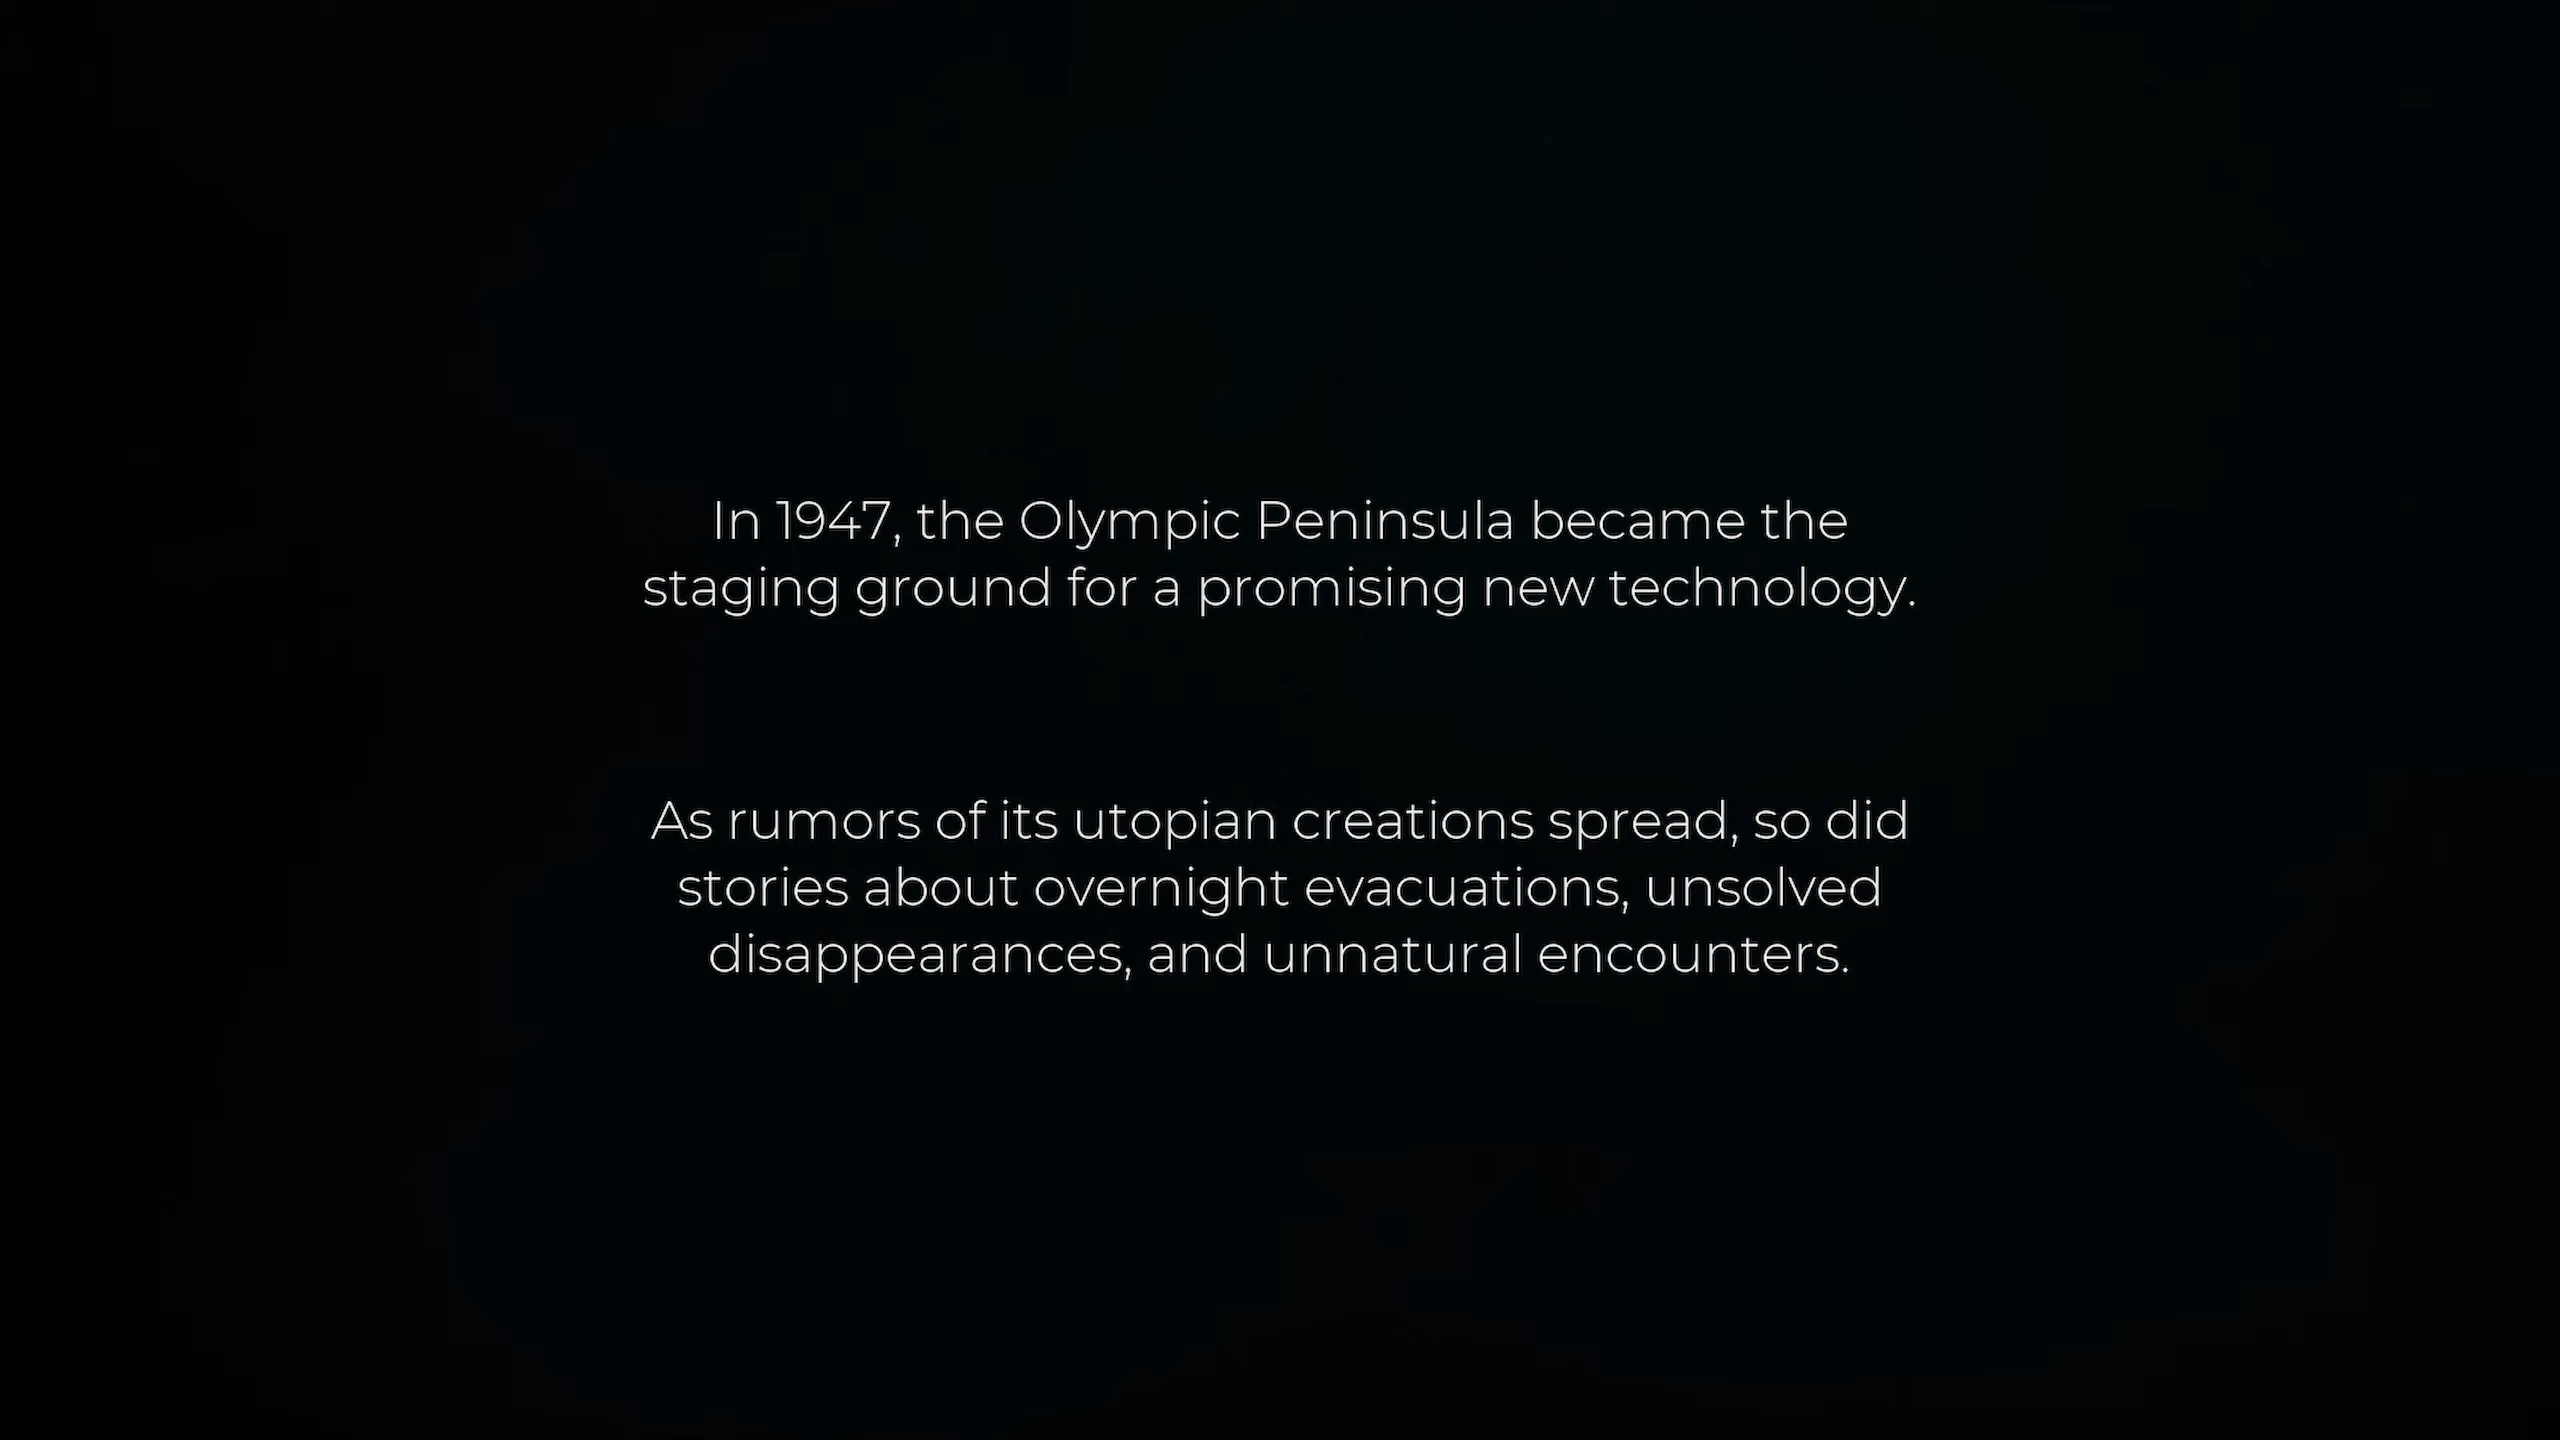 In 1947, the Olympic Peninsula became the
staging ground for a promising new technology.
As rumors of its utopian creations spread, so did
stories about overnight evacuations, unsolved
disappearances, and unnatural encounters.